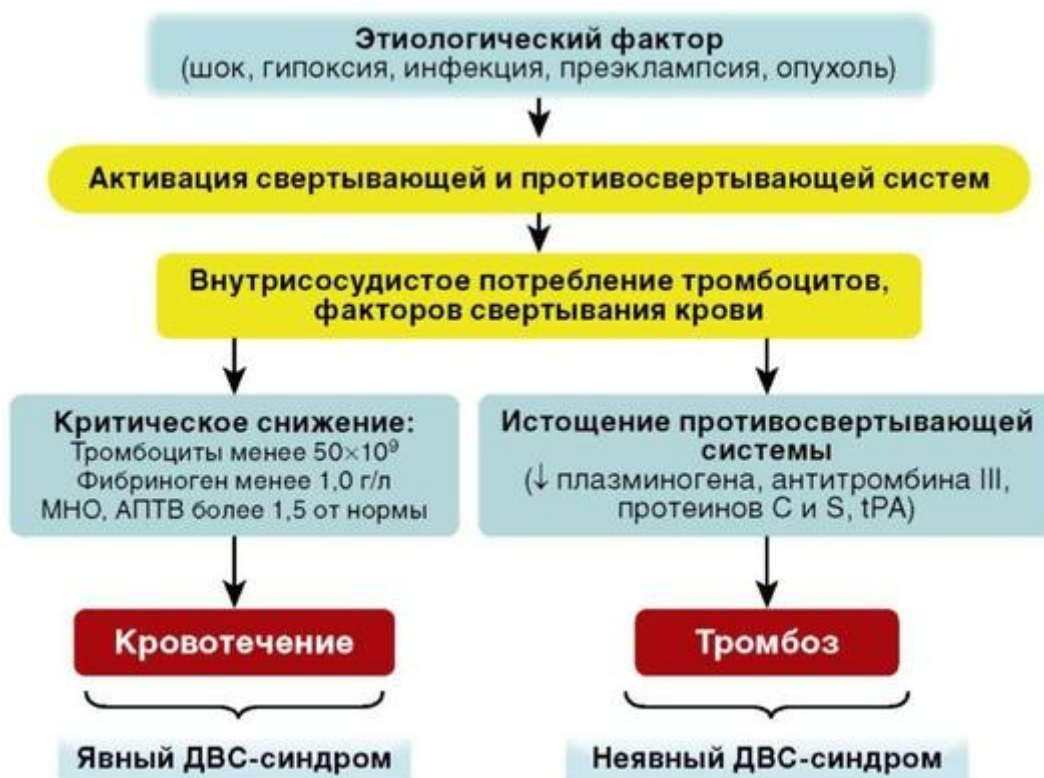 Этиологический фактор
(шок, гипоксия, инфекция, преэклампсия, опухоль)
Активация свертывающей и противосвертывающей систем
Внутрисосудистое потребление тромбоцитов,
факторов свертывания крови
Критическое снижение:
Тромбоциты менее 50×10⁹
Фибриноген менее 1,0 г/л
МНО, АПТВ более 1,5 от нормы
Истощение противосвертывающей
системы
(↓ плазминогена, антитромбина III,
протеинов С и S, tPA)
Кровотечение
Тромбоз
Явный ДВС-синдром
Неявный ДВС-синдром